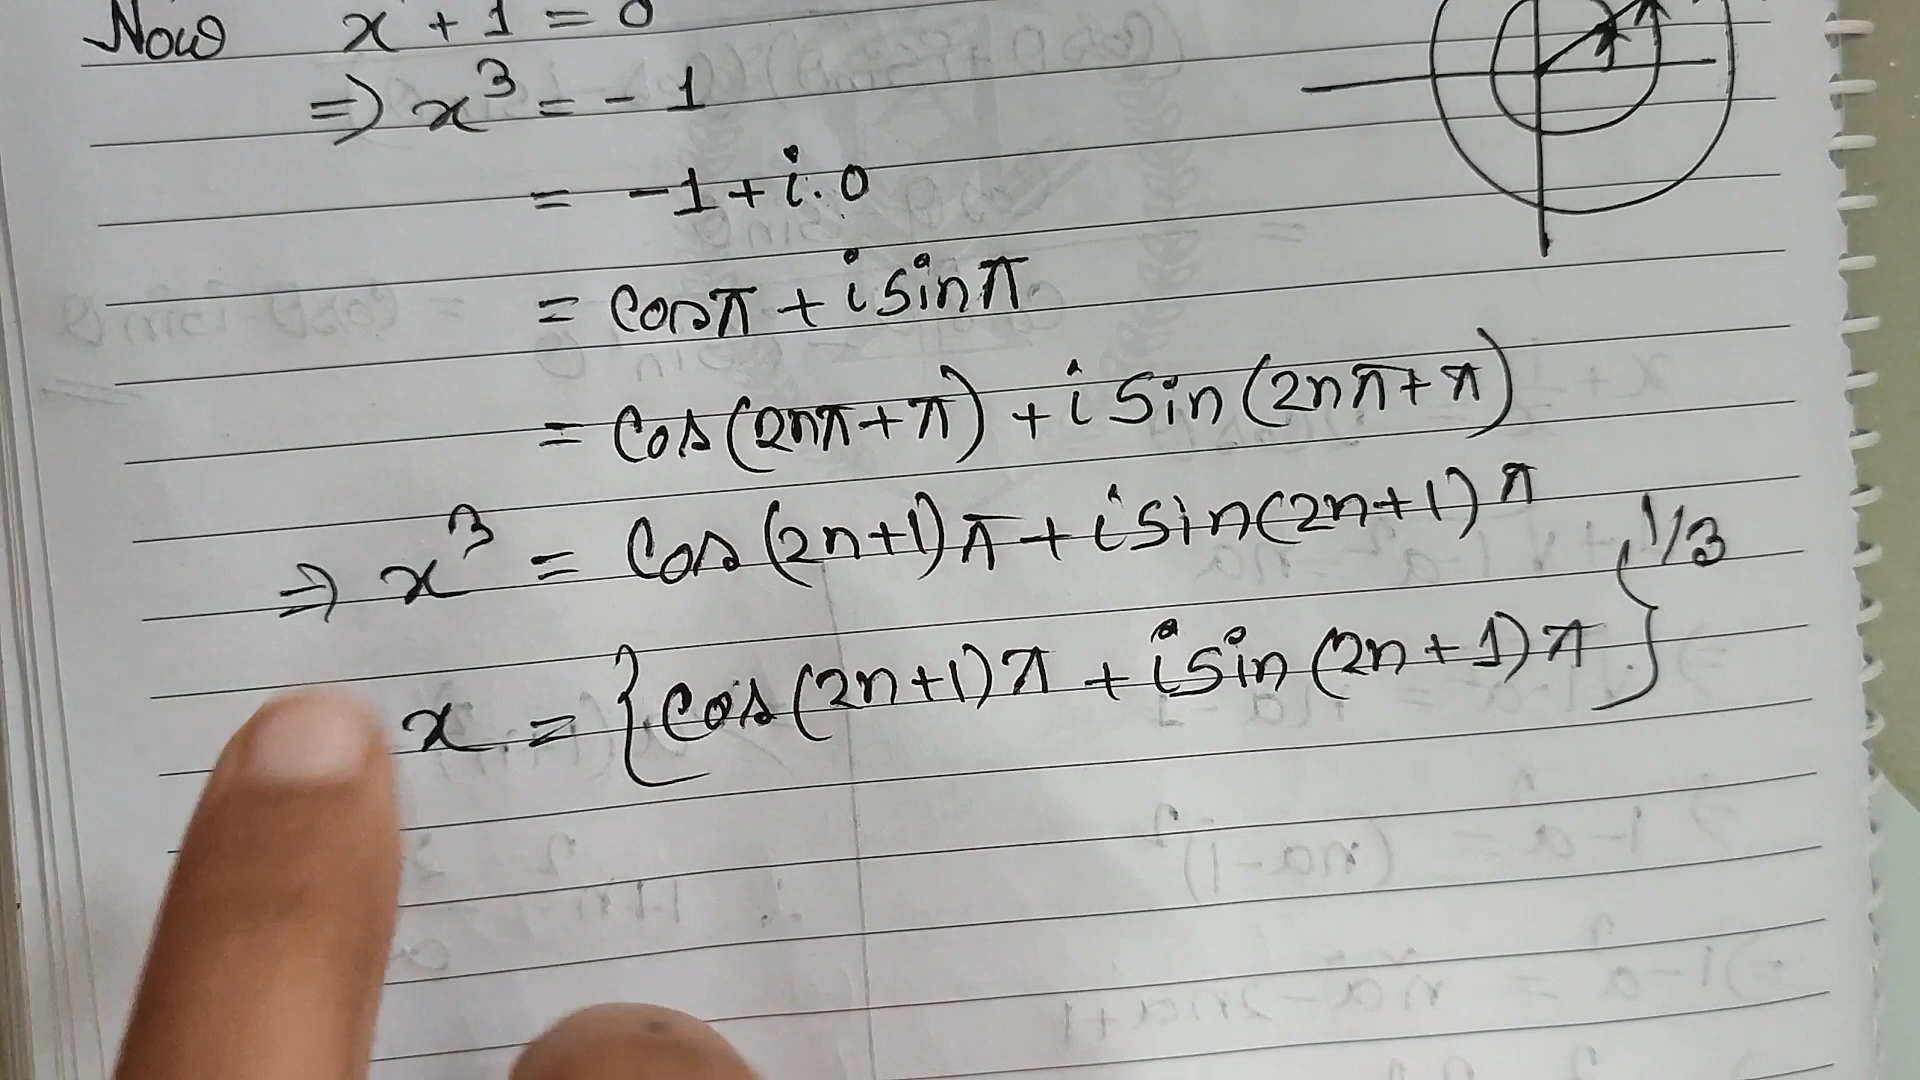 Now x + 1 = 0
⇒ x³ = - 1
= -1 + i.0
= Cosπ + i sinπ
= Cos (2nπ + π) + i Sin (2nπ + π)
⇒ x³ = Cos (2n+1)π + i sin(2n+1)π
x = {Cos (2n+1)π + i sin (2n+1)π}^1/3